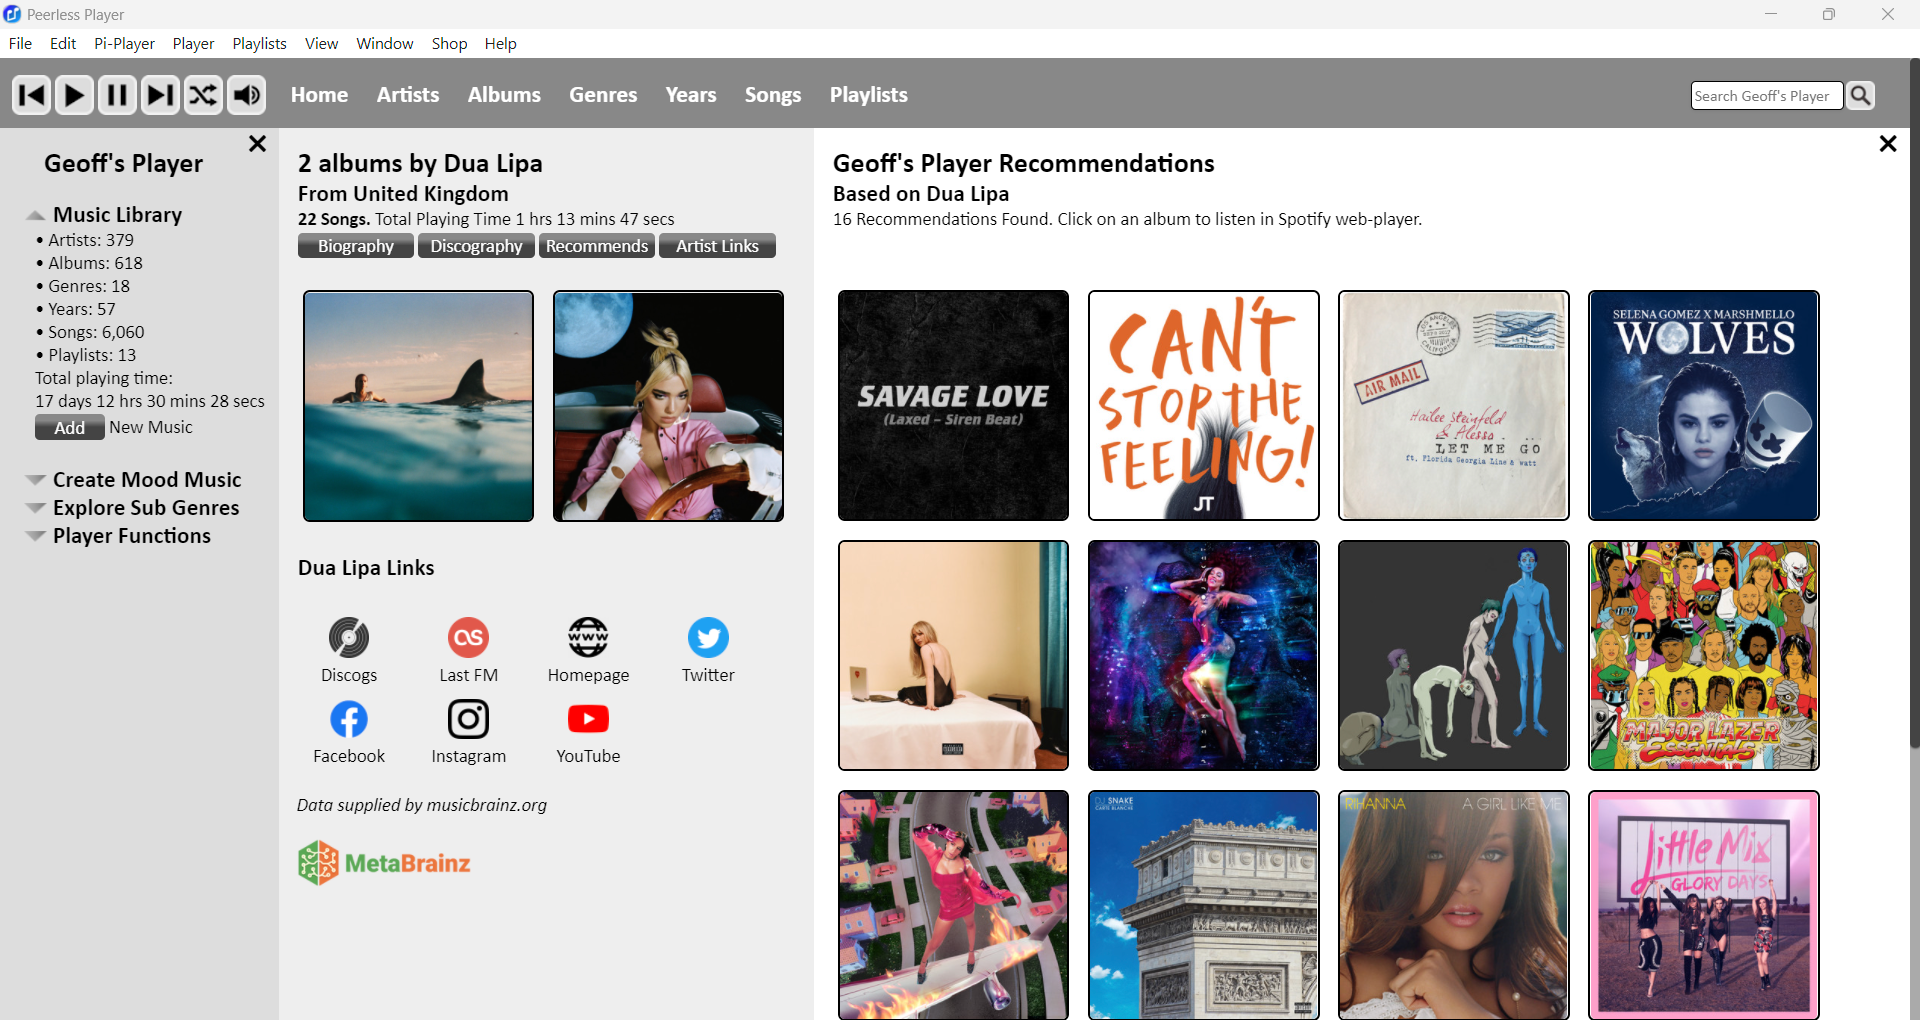 Peerless Player
File Edit Pi-Player Player Playlists View Window Shop Help
Home Artists Albums Genres Years Songs Playlists
Search Geoff's Player
Geoff's Player
Music Library
• Artists: 379
• Albums: 618
• Genres: 18
• Years: 57
• Songs: 6,060
• Playlists: 13
Total playing time:
17 days 12 hrs 30 mins 28 secs
Add New Music
Create Mood Music
Explore Sub Genres
Player Functions
2 albums by Dua Lipa
From United Kingdom
22 Songs. Total Playing Time 1 hrs 13 mins 47 secs
Biography Discography Recommends Artist Links
Dua Lipa Links
Discogs Last FM Homepage Twitter
Facebook Instagram YouTube
Data supplied by musicbrainz.org
MetaBrainz
Geoff's Player Recommendations
Based on Dua Lipa
16 Recommendations Found. Click on an album to listen in Spotify web-player.
SAVAGE LOVE
(Laxed – Siren Beat)
CAN'T
STOP THE
FEELING!
JT
LOS ANGELES
CALIFORNIA
AIR MAIL
Hailee Steinfeld
& Alesso
LET ME GO
ft. Florida Georgia Line & watt
SELENA GOMEZ X MARSHMELLO
WOLVES
MAJOR LAZER
ESSENTIALS
DJ SNAKE
CARTE BLANCHE
RIHANNA A GIRL LIKE ME
Little Mix
GLORY DAYS